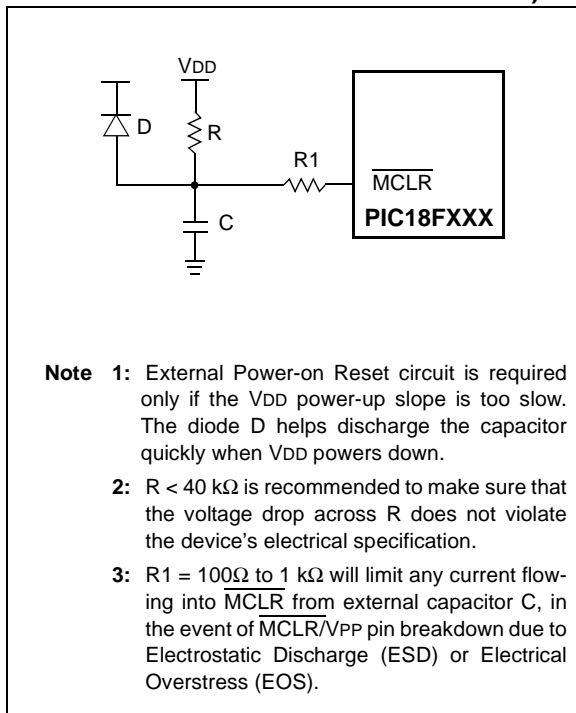 VDD
D
R
R1
MCLR
PIC18FXXX
C
Note 1: External Power-on Reset circuit is required
only if the VDD power-up slope is too slow.
The diode D helps discharge the capacitor
quickly when VDD powers down.
2: R < 40 kΩ is recommended to make sure that
the voltage drop across R does not violate
the device's electrical specification.
3: R1 = 100Ω to 1 kΩ will limit any current flow-
ing into MCLR from external capacitor C, in
the event of MCLR/VPP pin breakdown due to
Electrostatic Discharge (ESD) or Electrical
Overstress (EOS).